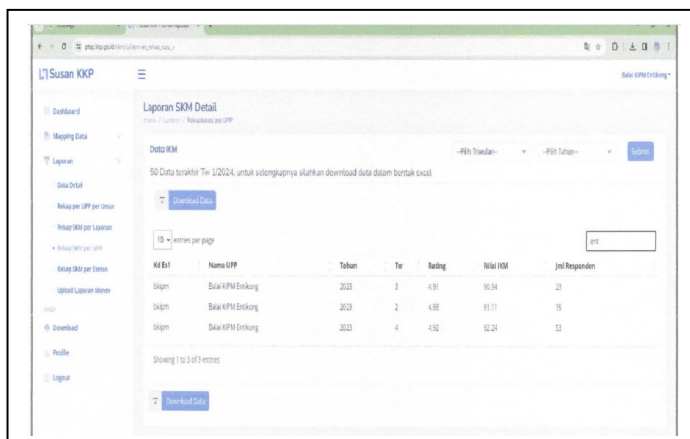 Susan KKP
Balai KIPM Entikong
Dashboard
Mapping Data
Laporan
Data Detail
Rekap per UPP per Unsur
Rekap SKM per Layanan
Rekap SKM per UPP
Rekap SKM per Eselon
Upload Laporan Monev
Download
Profile
Logout
Laporan SKM Detail
Home / Laporan / Rekapitulasi per UPP
Data IKM
--Pilih Triwulan--
--Pilih Tahun--
Submit
50 Data terakhir Tw 1/2024, untuk selengkapnya silahkan download data dalam bentuk excel
Download Data
10 entries per page
ent
Kd Es1 Nama UPP Tahun Tw Rating Nilai IKM Jml Responden
bkipm Balai KIPM Entikong 2023 3 4.91 90.94 23
bkipm Balai KIPM Entikong 2023 2 4.93 91.11 15
bkipm Balai KIPM Entikong 2023 4 4.92 92.24 53
Showing 1 to 3 of 3 entries
Download Data